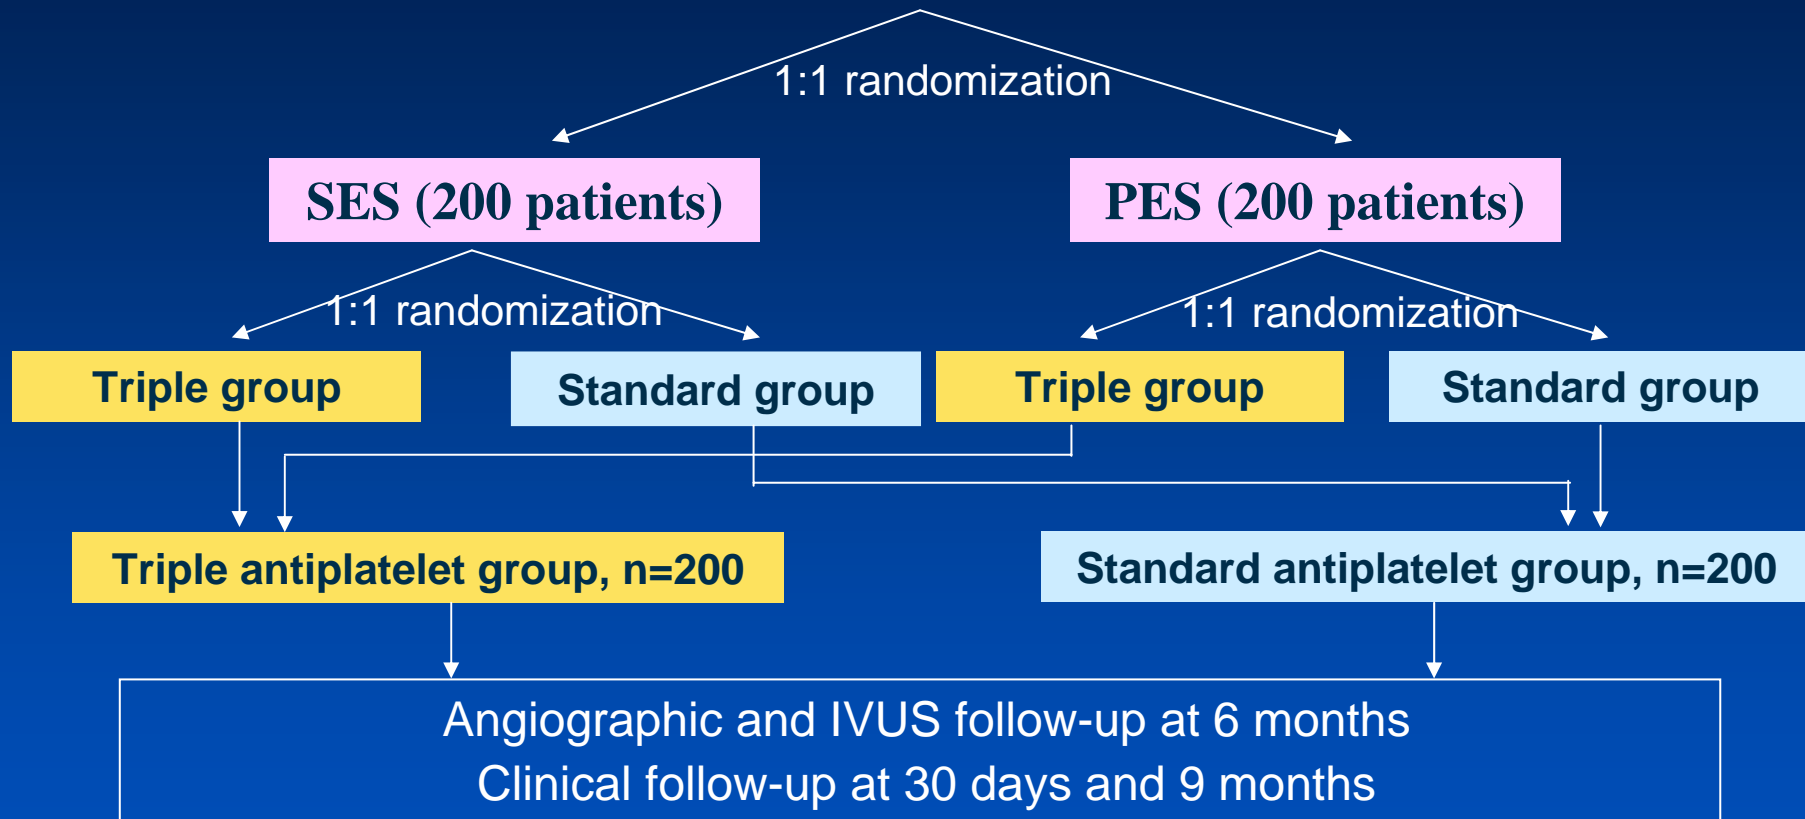 1:1 randomization
SES (200 patients)
PES (200 patients)
1:1 randomization
1:1 randomization
Triple group
Standard group
Triple group
Standard group
Triple antiplatelet group, n=200
Standard antiplatelet group, n=200
Angiographic and IVUS follow-up at 6 months
Clinical follow-up at 30 days and 9 months